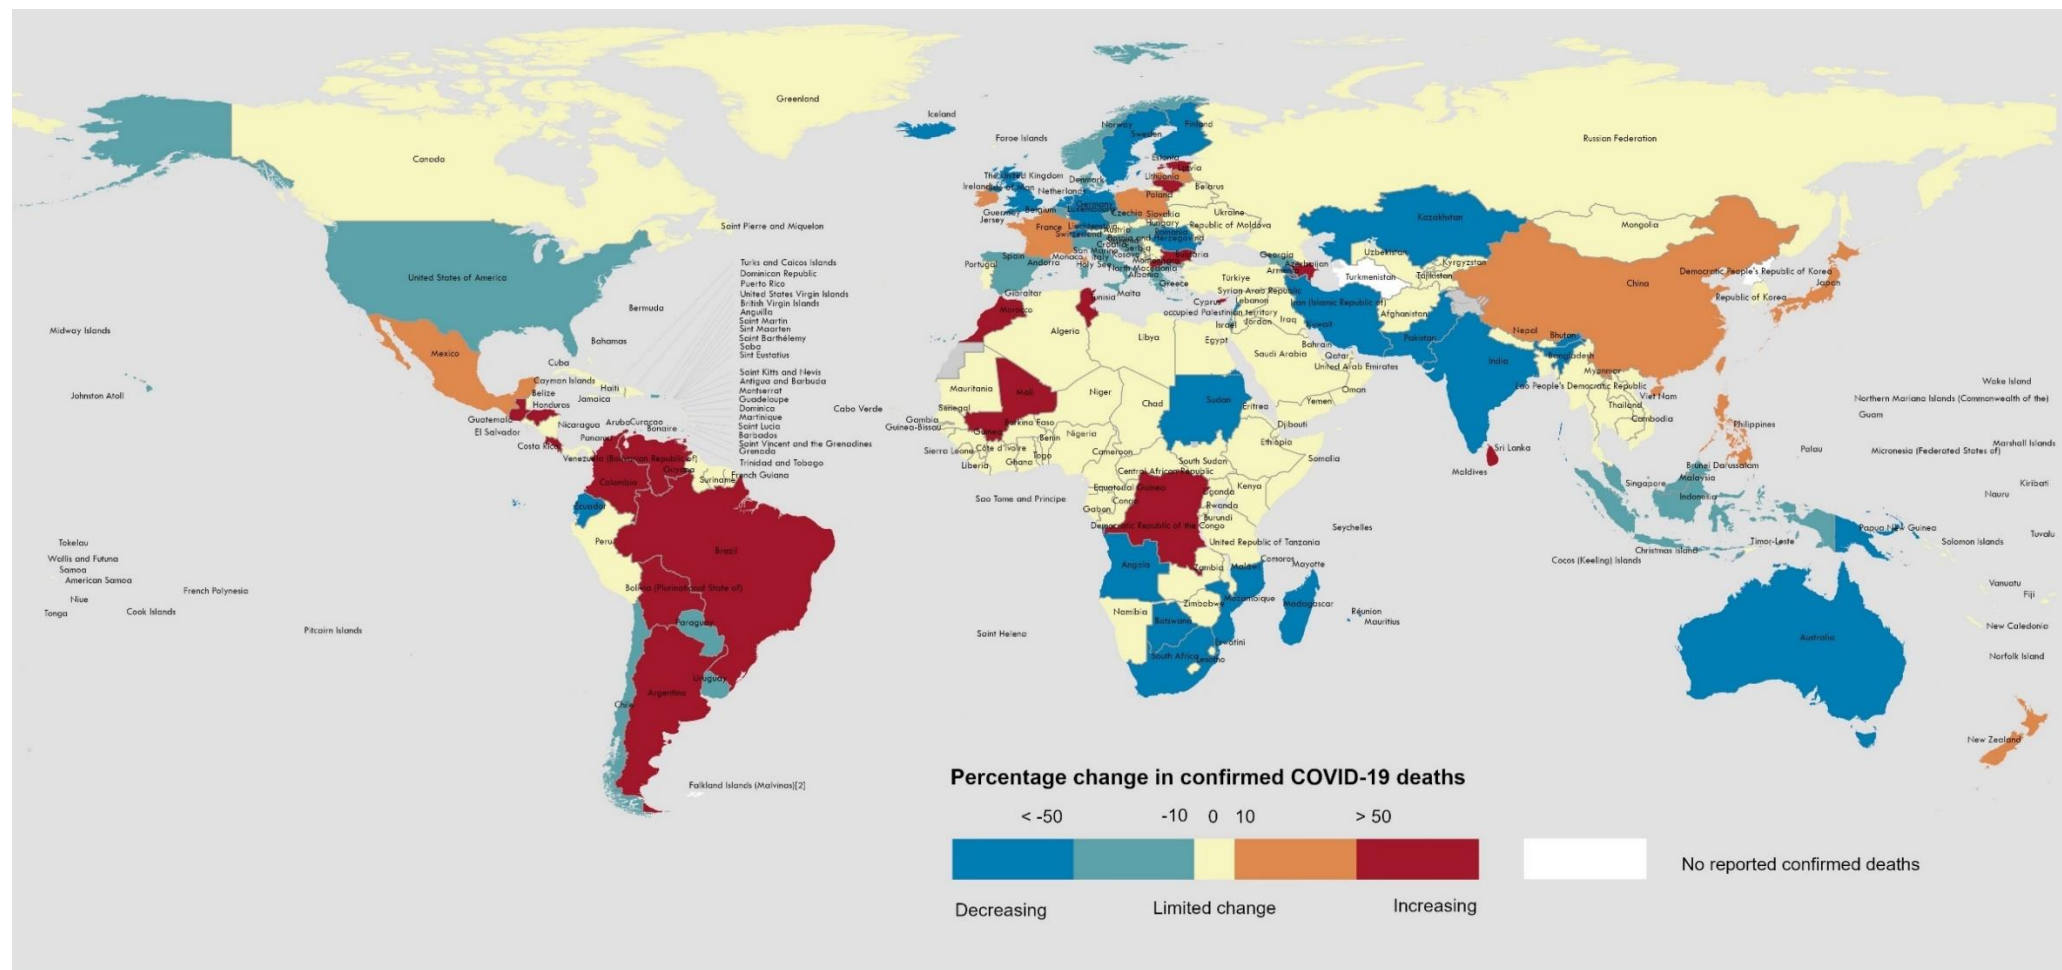 Greenland
Iceland
Faroe Islands
Norway
Sweden
Finland
Russian Federation
Canada
Estonia
Latvia
Lithuania
The United Kingdom
Denmark
Belarus
Netherlands
Poland
Germany
Guernsey
Jersey
Belgium
Czechia
Slovakia
Ukraine
Hungary
Republic of Moldova
Kazakhstan
Mongolia
Saint Pierre and Miquelon
France
Liechtenstein
Switzerland
Austria
Croatia
Serbia
San Marino
Italy
Kosovo
Bulgaria
Monaco
Holy See
North Macedonia
Albania
Greece
Spain
Andorra
Portugal
Georgia
Armenia
Azerbaijan
Türkiye
Uzbekistan
Kyrgyzstan
Turkmenistan
Tajikistan
Democratic People's Republic of Korea
Republic of Korea
Japan
China
United States of America
Turks and Caicos Islands
Dominican Republic
Puerto Rico
United States Virgin Islands
British Virgin Islands
Anguilla
Saint Martin
Sint Maarten
Saint Barthélemy
Saba
Sint Eustatius
Saint Kitts and Nevis
Antigua and Barbuda
Montserrat
Guadeloupe
Dominica
Martinique
Saint Lucia
Barbados
Saint Vincent and the Grenadines
Grenada
Trinidad and Tobago
Bermuda
Bahamas
Midway Islands
Johnston Atoll
Mexico
Cuba
Cayman Islands
Belize
Haiti
Jamaica
Honduras
Guatemala
El Salvador
Nicaragua
Aruba
Curacao
Bonaire
Costa Rica
Panama
Venezuela (Bolivarian Republic of)
Guyana
Suriname
French Guiana
Colombia
Ecuador
Peru
Brazil
Bolivia (Plurinational State of)
Paraguay
Uruguay
Chile
Argentina
Falkland Islands (Malvinas)[2]
Gibraltar
Malta
Tunisia
Morocco
Algeria
Libya
Egypt
Cyprus
Syrian Arab Republic
Lebanon
occupied Palestinian territory
Israel
Jordan
Iraq
Iran (Islamic Republic of)
Kuwait
Bahrain
Qatar
United Arab Emirates
Saudi Arabia
Oman
Yemen
Afghanistan
Pakistan
India
Nepal
Bhutan
Bangladesh
Myanmar
Lao People's Democratic Republic
Viet Nam
Thailand
Cambodia
Philippines
Sri Lanka
Maldives
Brunei Darussalam
Malaysia
Singapore
Indonesia
Christmas Island
Cocos (Keeling) Islands
Timor-Leste
Papua New Guinea
Solomon Islands
Palau
Wake Island
Northern Mariana Islands (Commonwealth of the)
Guam
Marshall Islands
Micronesia (Federated States of)
Kiribati
Nauru
Tuvalu
Vanuatu
Fiji
New Caledonia
Norfolk Island
New Zealand
Australia
Cabo Verde
Mauritania
Mali
Niger
Chad
Sudan
Eritrea
Senegal
Gambia
Guinea-Bissau
Guinea
Burkina Faso
Benin
Nigeria
Djibouti
Ethiopia
Sierra Leone
Côte d'Ivoire
Togo
Ghana
Liberia
Cameroon
South Sudan
Somalia
Central African Republic
Sao Tome and Principe
Equatorial Guinea
Congo
Gabon
Uganda
Kenya
Rwanda
Burundi
Democratic Republic of the Congo
United Republic of Tanzania
Seychelles
Comoros
Mayotte
Angola
Zambia
Malawi
Mozambique
Madagascar
Zimbabwe
Namibia
Botswana
Réunion
Mauritius
Saint Helena
Eswatini
Lesotho
South Africa
Tokelau
Wallis and Futuna
Samoa
American Samoa
Niue
Tonga
Cook Islands
French Polynesia
Pitcairn Islands
Percentage change in confirmed COVID-19 deaths
< -50
-10
0
10
> 50
No reported confirmed deaths
Decreasing
Limited change
Increasing